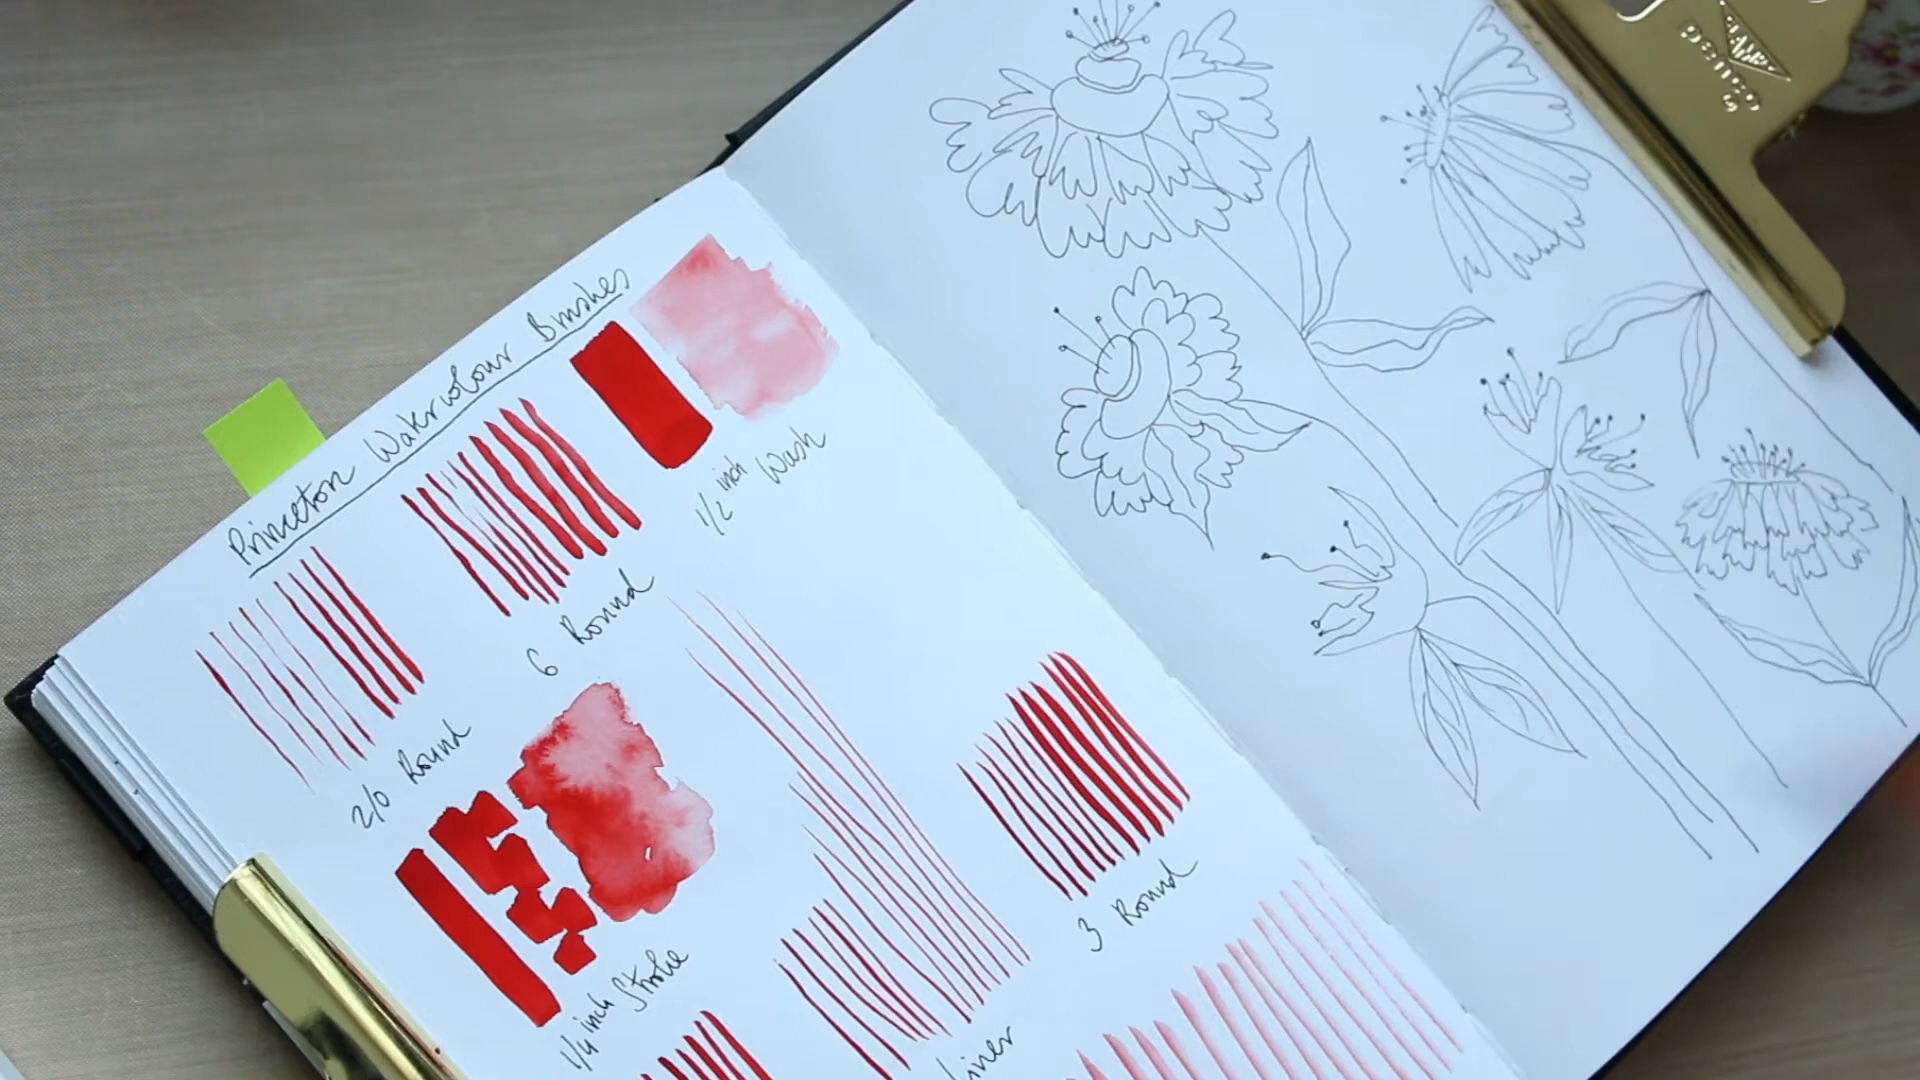 Princeton Watercolour Brushes
1/2 inch Wash
6 Round
2/0 Round
3 Round
1/4 inch Stroke
Liner